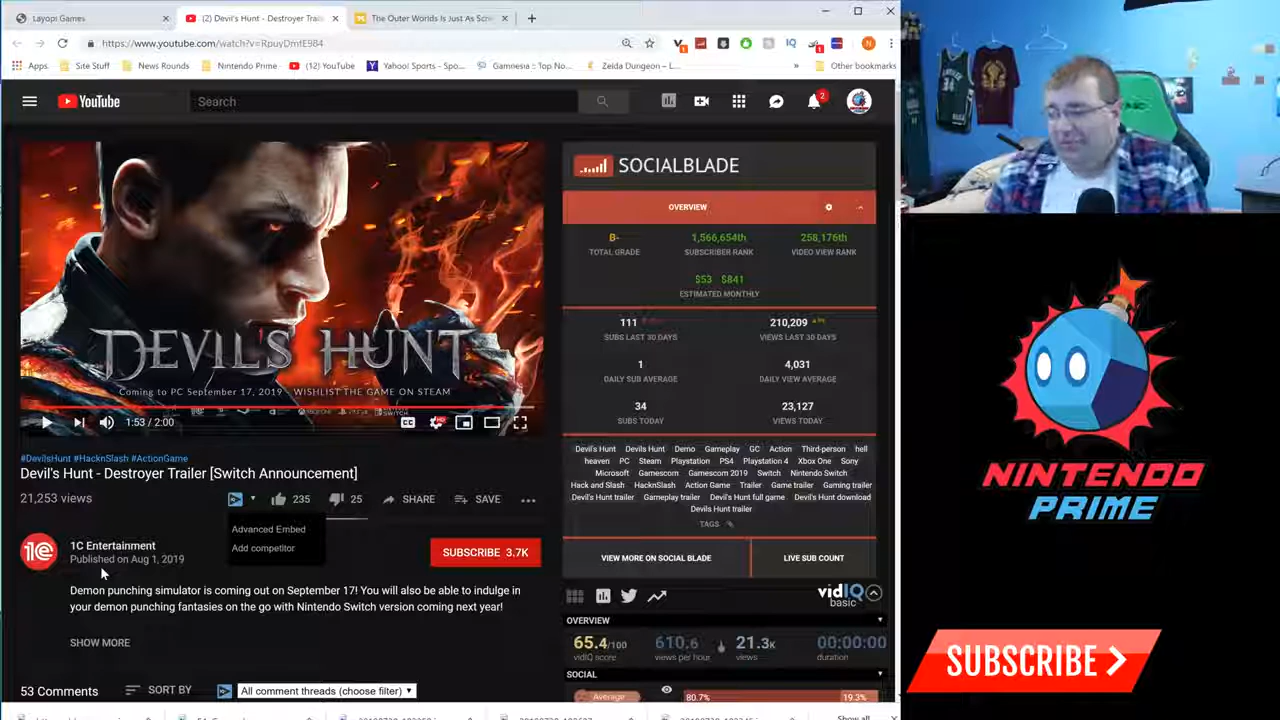 Layopi Games
(2) Devil's Hunt - Destroyer Traile
The Outer Worlds Is Just As Scre
https://www.youtube.com/watch?v=RpuyDmfE984
Apps
Site Stuff
News Rounds
Nintendo Prime
(12) YouTube
Yahoo! Sports - Spo...
Gamnesia :: Top No...
Zelda Dungeon – L...
»
Other bookmarks
YouTube
Search
2
DEVIL'S HUNT
Coming to PC September 17, 2019 - WISHLIST THE GAME ON STEAM
1:53 / 2:00
#DevilsHunt #HacknSlash #ActionGame
Devil's Hunt - Destroyer Trailer [Switch Announcement]
21,253 views
235
25
SHARE
SAVE
Advanced Embed
Add competitor
1C Entertainment
Published on Aug 1, 2019
SUBSCRIBE 3.7K
Demon punching simulator is coming out on September 17! You will also be able to indulge in
your demon punching fantasies on the go with Nintendo Switch version coming next year!
SHOW MORE
53 Comments
SORT BY
All comment threads (choose filter)
SOCIALBLADE
OVERVIEW
B-
TOTAL GRADE
1,566,654th
SUBSCRIBER RANK
258,176th
VIDEO VIEW RANK
$53 $841
ESTIMATED MONTHLY
111
SUBS LAST 30 DAYS
210,209
VIEWS LAST 30 DAYS
1
DAILY SUB AVERAGE
4,031
DAILY VIEW AVERAGE
34
SUBS TODAY
23,127
VIEWS TODAY
Devil's Hunt Devils Hunt Demo Gameplay GC Action Third-person hell
heaven PC Steam Playstation PS4 Playstation 4 Xbox One Sony
Microsoft Gamescom Gamescom 2019 Switch Nintendo Switch
Hack and Slash HacknSlash Action Game Trailer Game trailer Gaming trailer
Devil's Hunt trailer Gameplay trailer Devil's Hunt full game Devil's Hunt download
Devils Hunt trailer
TAGS
VIEW MORE ON SOCIAL BLADE
LIVE SUB COUNT
vidIQ
basic
OVERVIEW
65.4/100
vidIQ score
610.6
views per hour
21.3K
views
00:00:00
duration
SOCIAL
Average
80.7%
19.3%
NINTENDO
PRIME
SUBSCRIBE